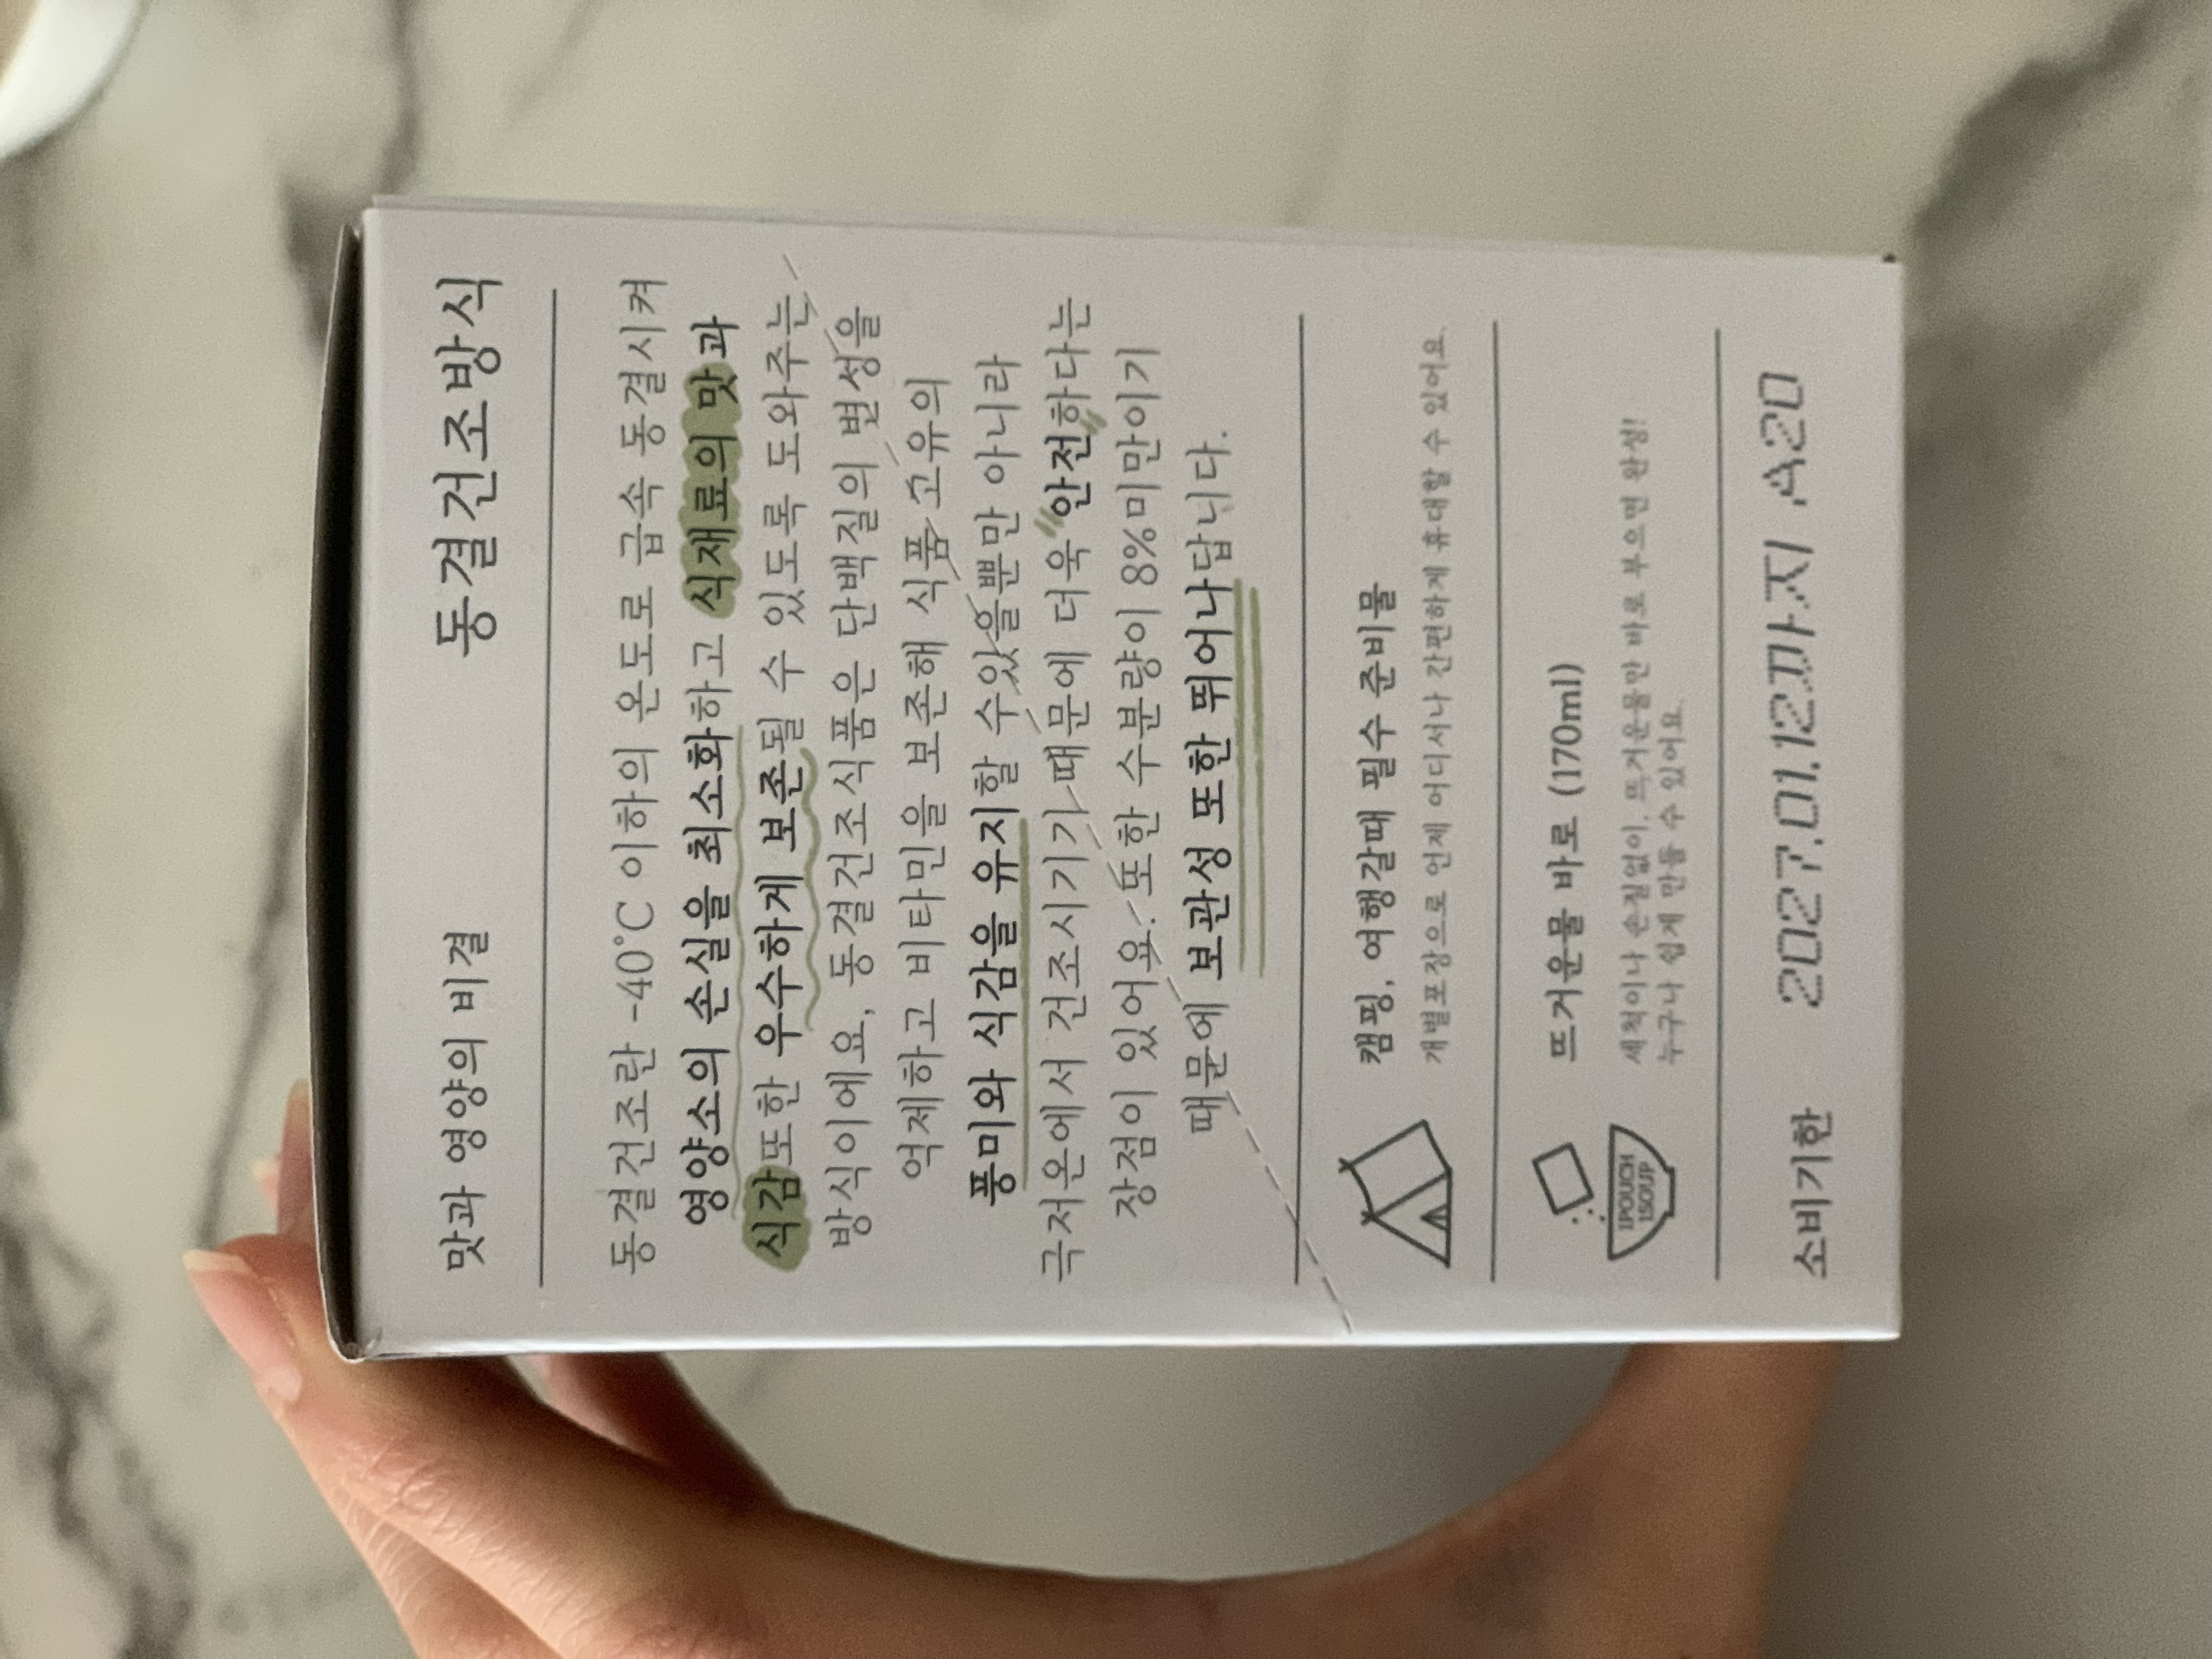 맛과 영양의 비결 동결건조방식
동결건조란 -40°C 이하의 온도로 급속 동결시켜
영양소의 손실을 최소화하고 식재료의 맛과
식감또한 우수하게 보존될 수 있도록 도와주는
방식이에요, 동결건조식품은 단백질의 변성을
억제하고 비타민을 보존해 식품 고유의
풍미와 식감을 유지할 수있을뿐만 아니라
극저온에서 건조시기기 때문에 더욱 "안전"하다는
장점이 있어요. 또한 수분량이 8%미만이기
때문에 보관성 또한 뛰어나답니다.
캠핑, 여행갈때 필수 준비물
개별포장으로 언제 어디서나 간편하게 휴대할 수 있어요.
뜨거운물 바로 (170ml)
세척이나 손질없이, 뜨거운물만 바로 부으면 완성!
누구나 쉽게 만들 수 있어요.
1POUCH
1SOUP
소비기한 2027.01.12까지 A20